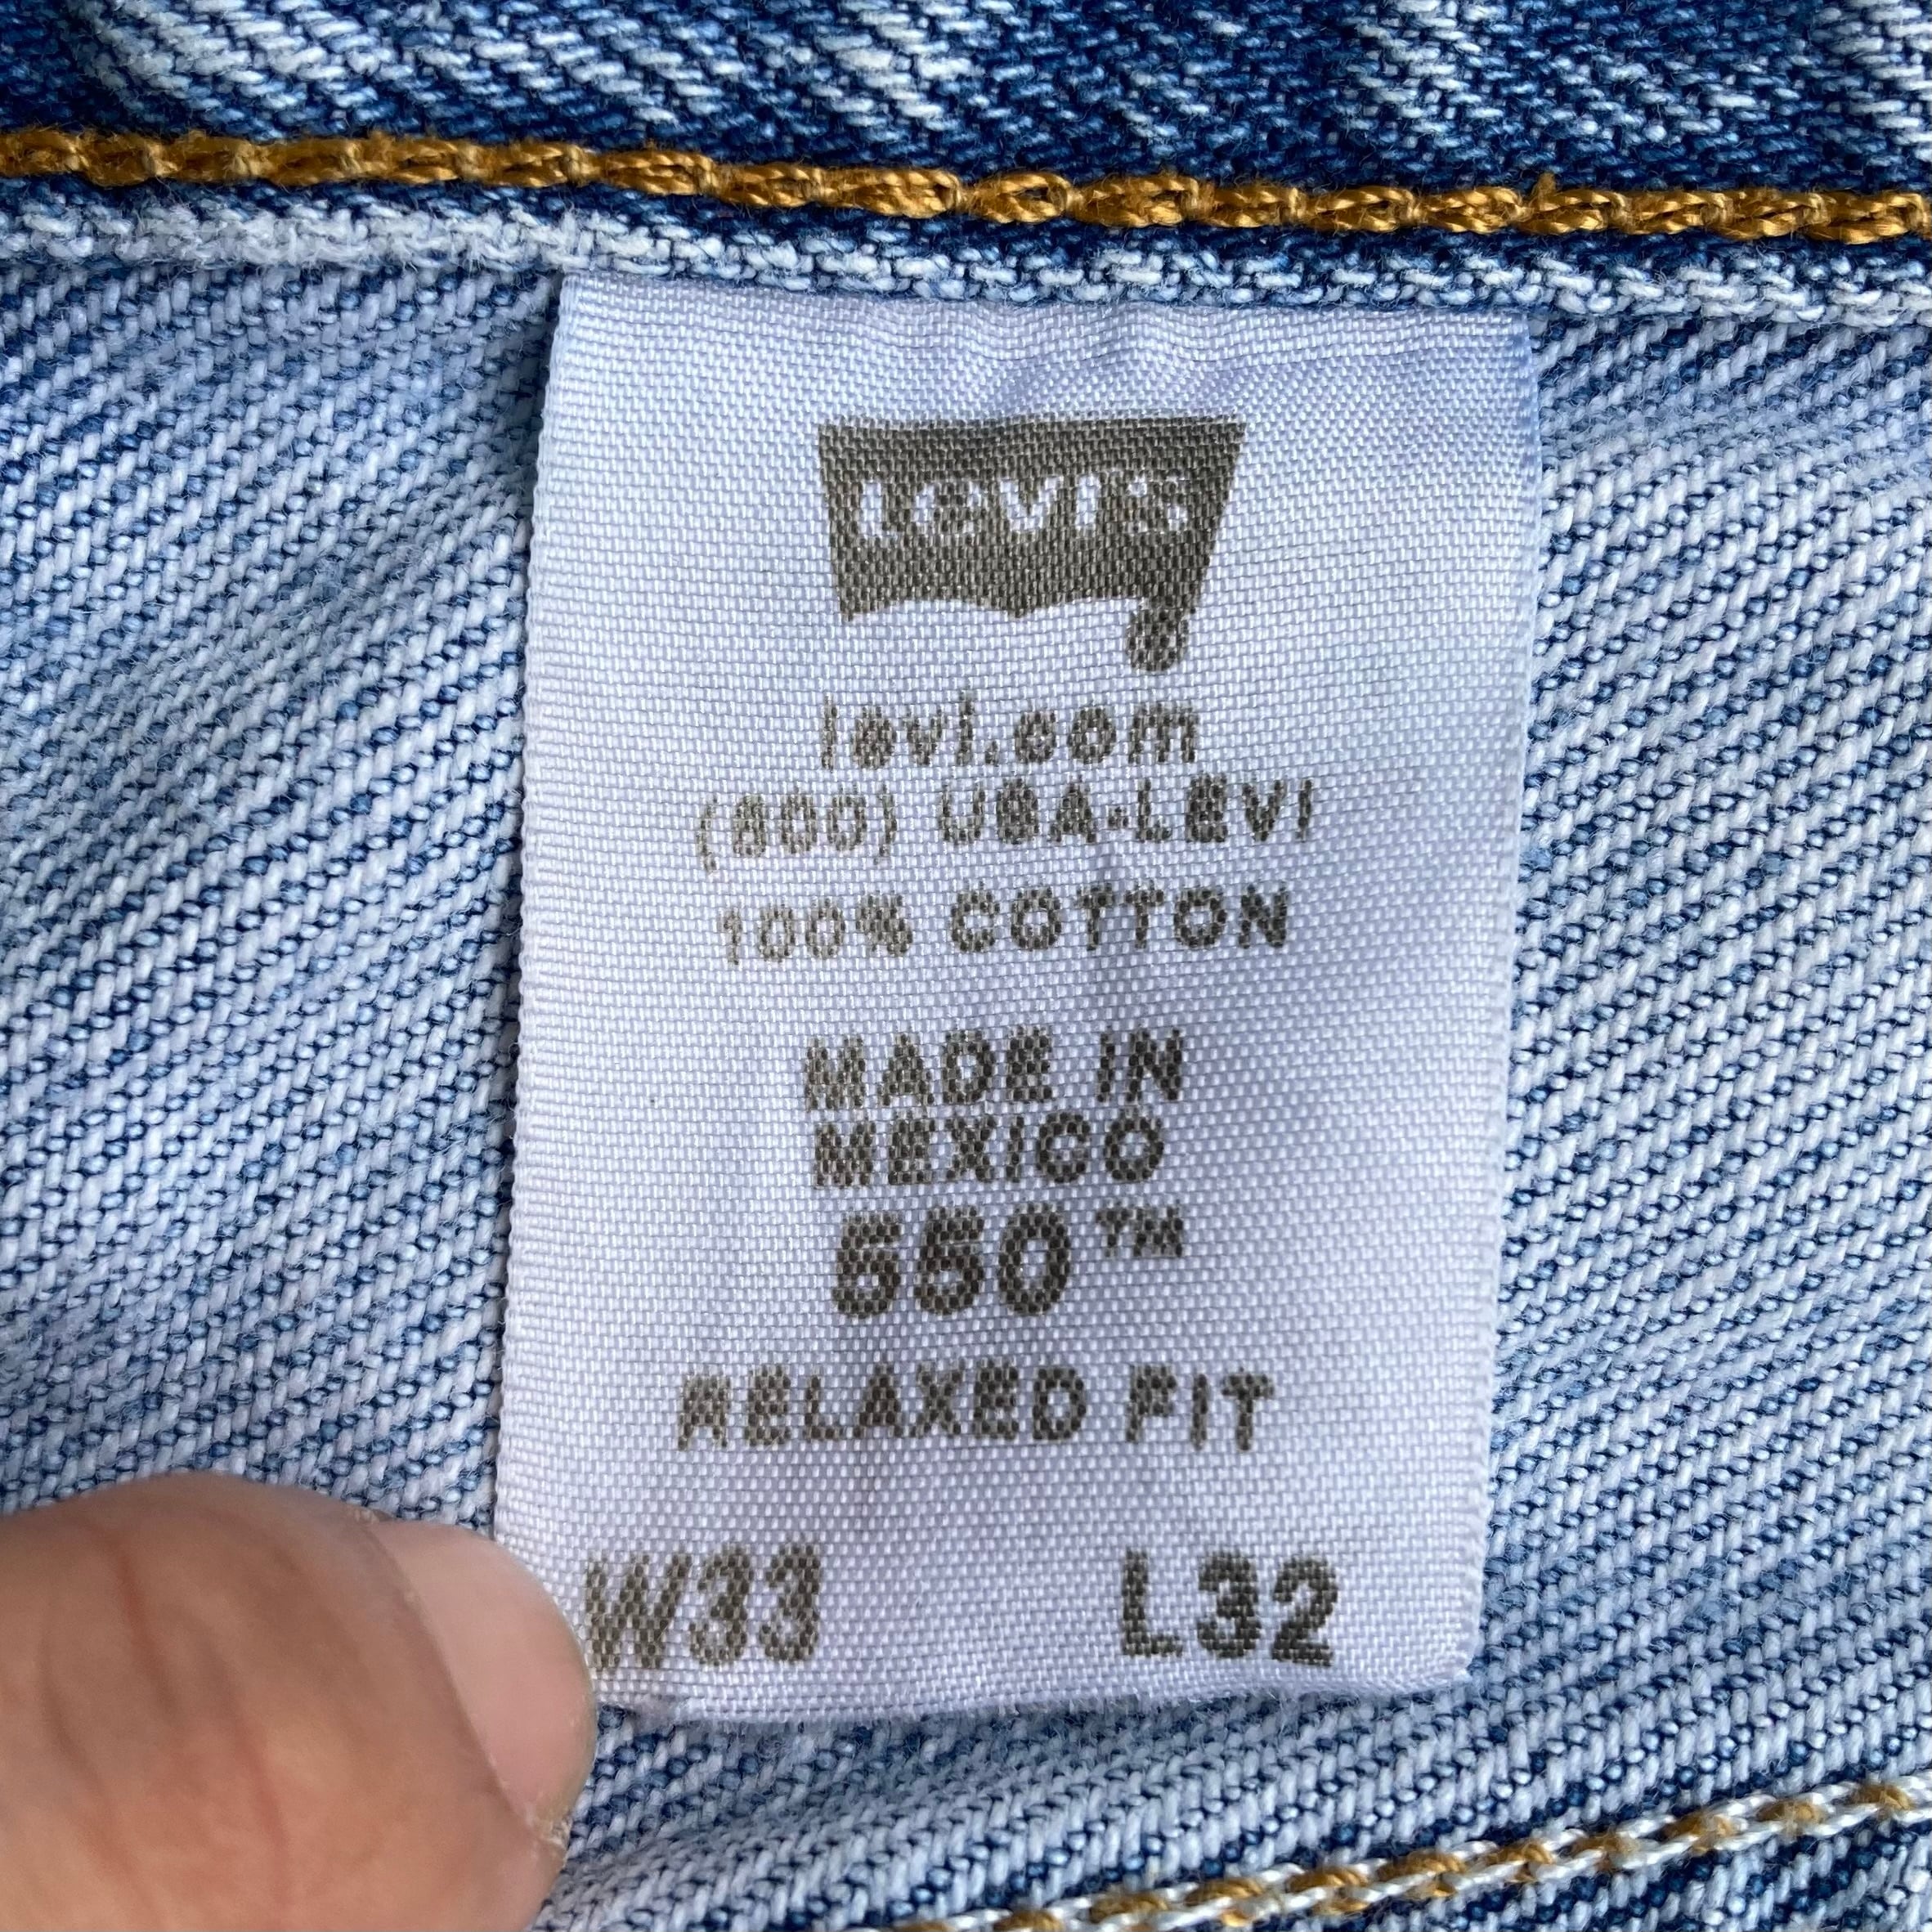 Levi's
levi.com
(800) USA-LEVI
100% COTTON
MADE IN
MEXICO
550™
RELAXED FIT
W33 L32